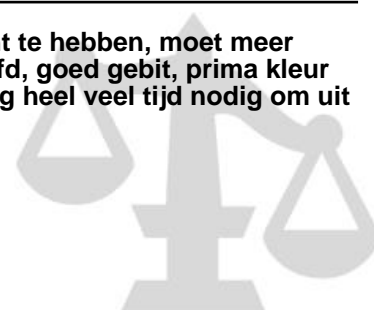 t te hebben, moet meer
fd, goed gebit, prima kleur
g heel veel tijd nodig om uit